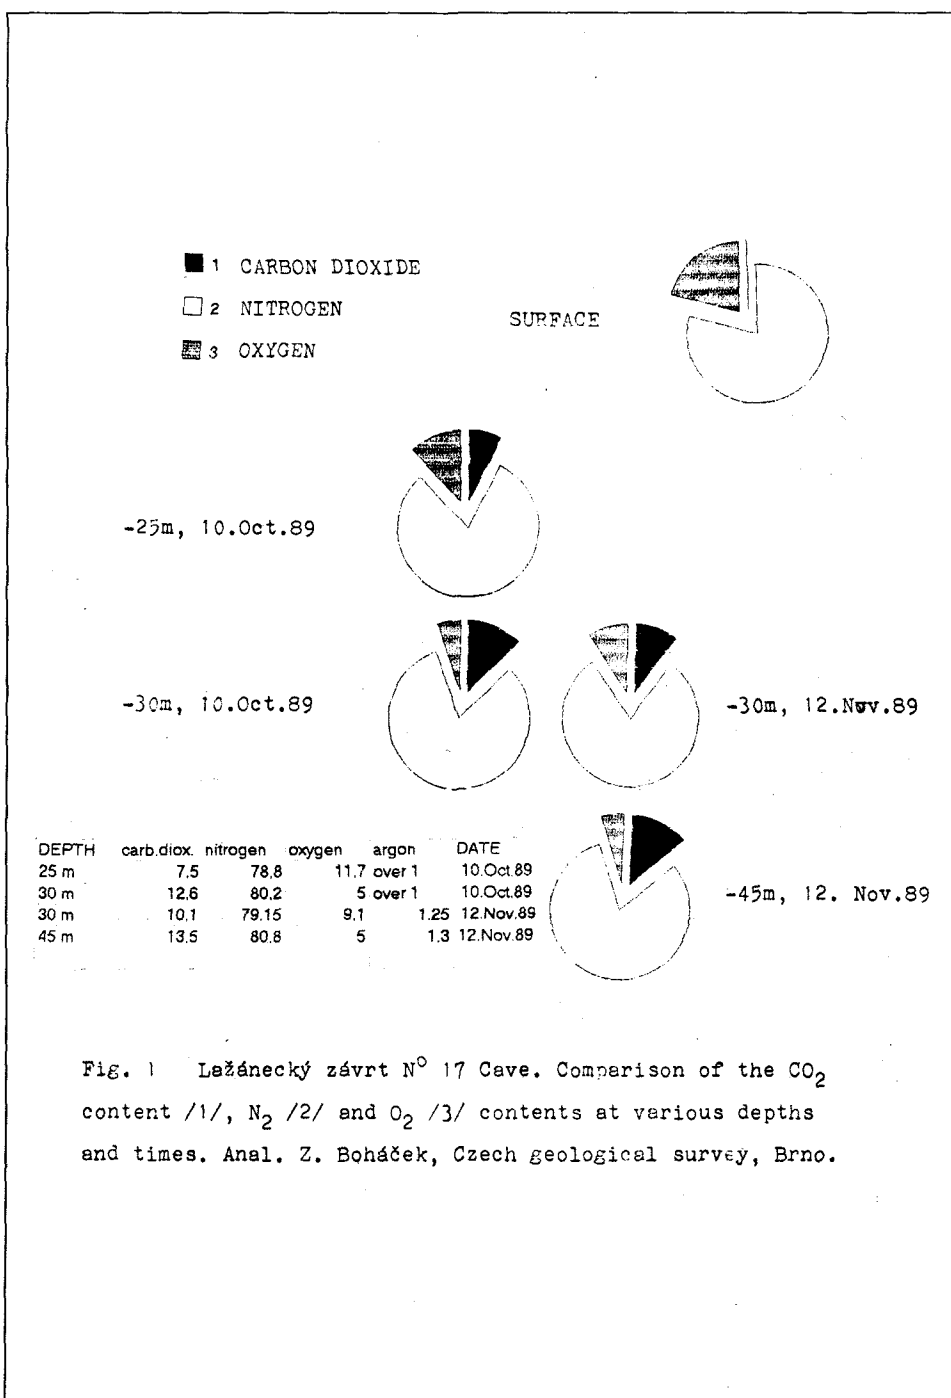 1 CARBON DIOXIDE
2 NITROGEN
3 OXYGEN
SURFACE
-25m, 10.Oct.89
-30m, 10.Oct.89
-30m, 12.Nov.89
DEPTH carb.diox. nitrogen oxygen argon DATE
25 m 7.5 78.8 11.7 over 1 10.Oct.89
30 m 12.6 80.2 5 over 1 10.Oct.89
30 m 10.1 79.15 9.1 1.25 12.Nov.89
45 m 13.5 80.8 5 1.3 12.Nov.89
-45m, 12. Nov.89
Fig. 1 Lažánecký závrt N° 17 Cave. Comparison of the CO₂
content /1/, N₂ /2/ and O₂ /3/ contents at various depths
and times. Anal. Z. Boháček, Czech geological survey, Brno.